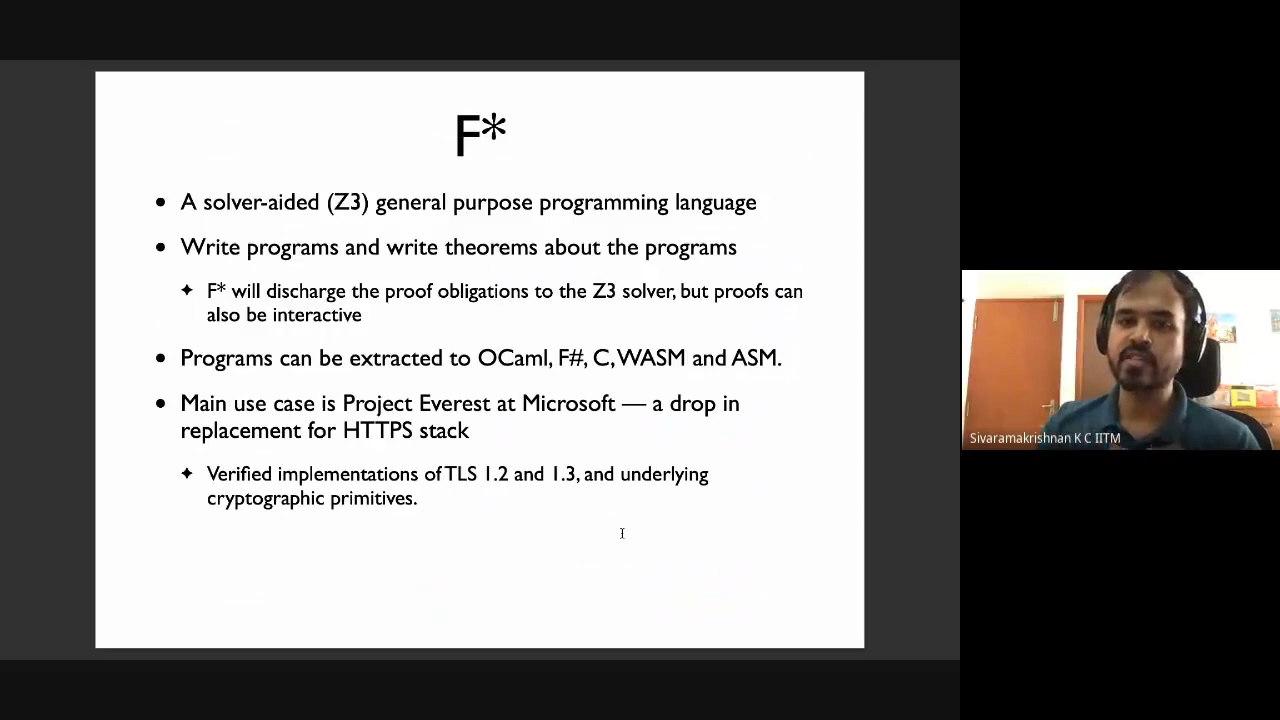 F*
• A solver-aided (Z3) general purpose programming language
• Write programs and write theorems about the programs
✦ F* will discharge the proof obligations to the Z3 solver, but proofs can
also be interactive
• Programs can be extracted to OCaml, F#, C, WASM and ASM.
• Main use case is Project Everest at Microsoft — a drop in
replacement for HTTPS stack
✦ Verified implementations of TLS 1.2 and 1.3, and underlying
cryptographic primitives.
Sivaramakrishnan K C IITM